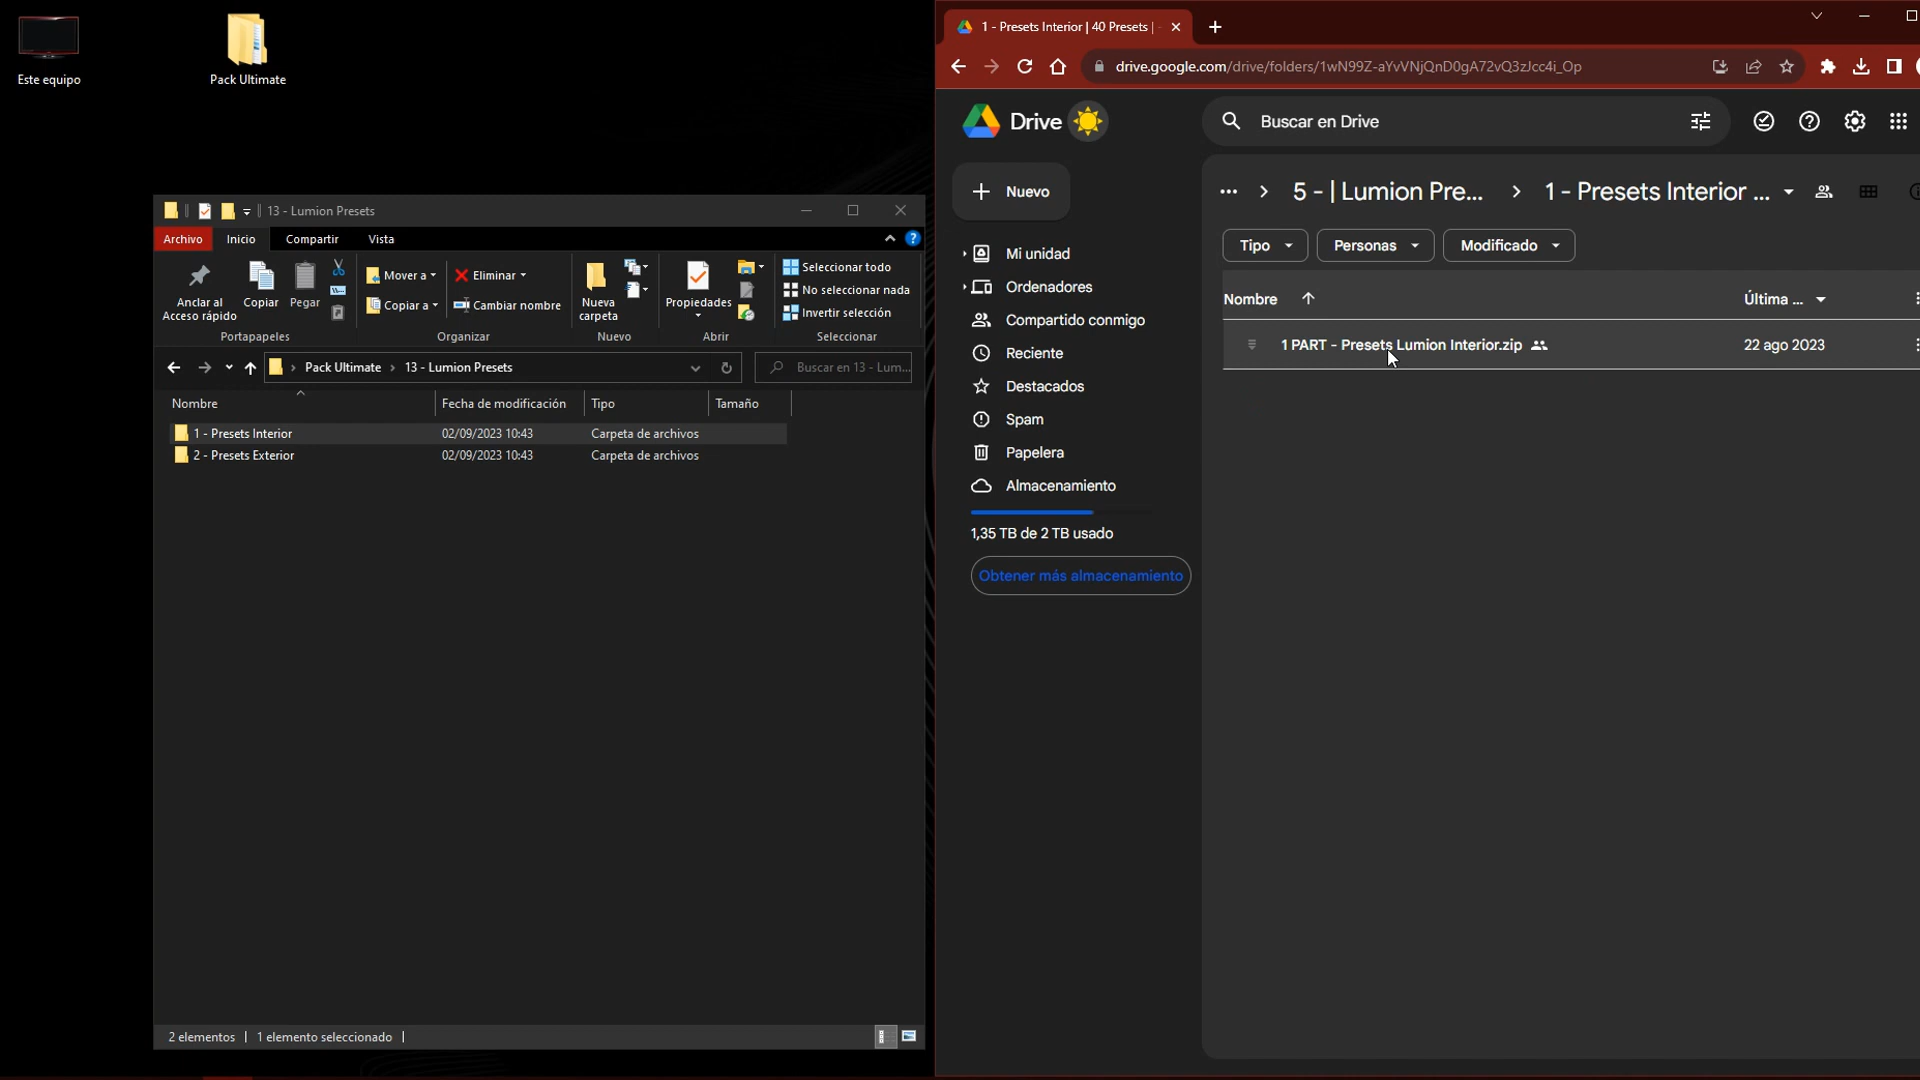 Este equipo
Pack Ultimate
13 - Lumion Presets
Archivo
Inicio
Compartir
Vista
Anclar al
Acceso rápido
Copiar
Pegar
Portapapeles
Mover a
Copiar a
Eliminar
Cambiar nombre
Organizar
Nueva
carpeta
Nuevo
Propiedades
Abrir
Seleccionar todo
No seleccionar nada
Invertir selección
Seleccionar
Pack Ultimate › 13 - Lumion Presets
Buscar en 13 - Lum...
Nombre
Fecha de modificación
Tipo
Tamaño
1 - Presets Interior 02/09/2023 10:43 Carpeta de archivos
2 - Presets Exterior 02/09/2023 10:43 Carpeta de archivos
2 elementos
1 elemento seleccionado
1 - Presets Interior | 40 Presets |
drive.google.com/drive/folders/1wN99Z-aYvVNjQnD0gA72vQ3zJcc4i_Op
Drive
Buscar en Drive
Nuevo
Mi unidad
Ordenadores
Compartido conmigo
Reciente
Destacados
Spam
Papelera
Almacenamiento
1,35 TB de 2 TB usado
Obtener más almacenamiento
... > 5 - | Lumion Pre... > 1 - Presets Interior ...
Tipo
Personas
Modificado
Nombre
Última ...
1 PART - Presets Lumion Interior.zip
22 ago 2023